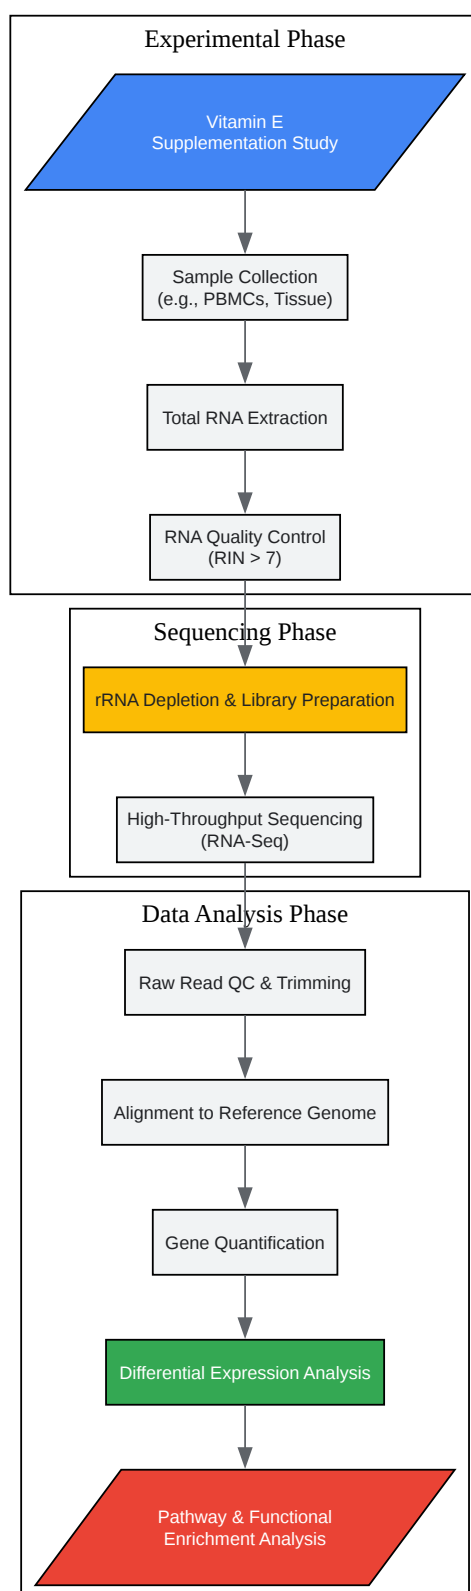 Experimental Phase
Vitamin E
Supplementation Study
Sample Collection
(e.g., PBMCs, Tissue)
Total RNA Extraction
RNA Quality Control
(RIN > 7)
Sequencing Phase
rRNA Depletion & Library Preparation
High-Throughput Sequencing
(RNA-Seq)
Data Analysis Phase
Raw Read QC & Trimming
Alignment to Reference Genome
Gene Quantification
Differential Expression Analysis
Pathway & Functional
Enrichment Analysis